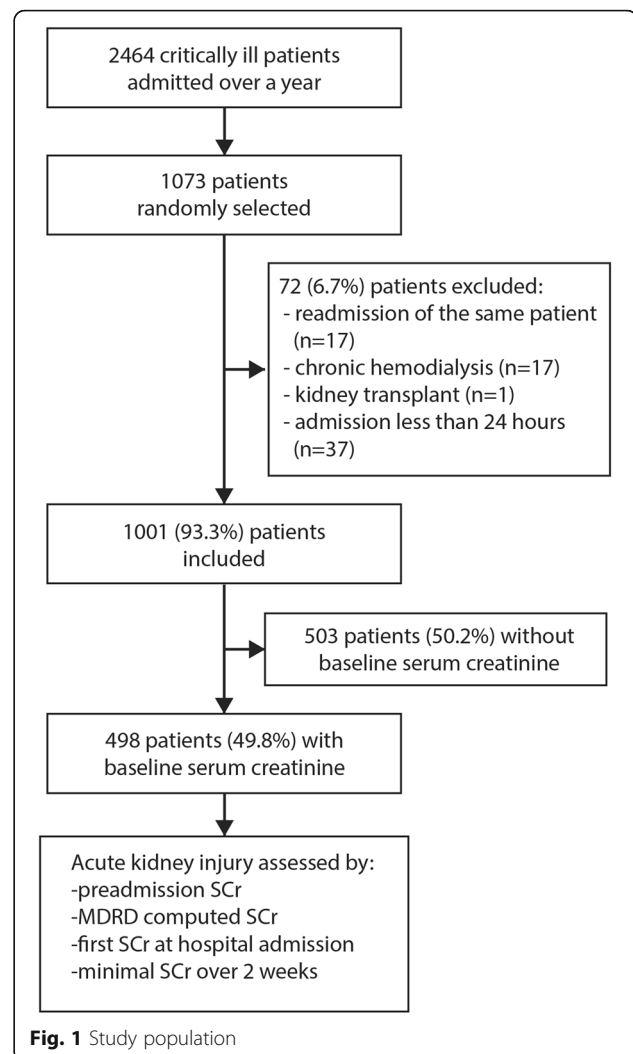 2464 critically ill patients
admitted over a year
1073 patients
randomly selected
72 (6.7%) patients excluded:
- readmission of the same patient
(n=17)
- chronic hemodialysis (n=17)
- kidney transplant (n=1)
- admission less than 24 hours
(n=37)
1001 (93.3%) patients
included
503 patients (50.2%) without
baseline serum creatinine
498 patients (49.8%) with
baseline serum creatinine
Acute kidney injury assessed by:
-preadmission SCr
-MDRD computed SCr
-first SCr at hospital admission
-minimal SCr over 2 weeks
Fig. 1 Study population